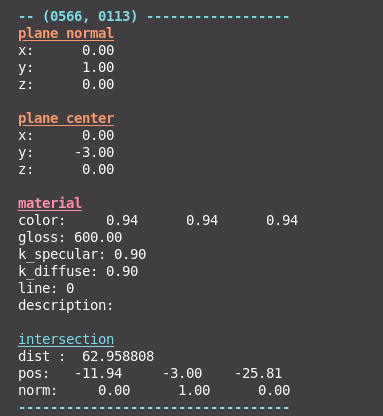 -- (0566, 0113) ------------------
plane normal
x:      0.00
y:      1.00
z:      0.00
plane center
x:      0.00
y:     -3.00
z:      0.00
material
color:     0.94      0.94      0.94
gloss: 600.00
k_specular: 0.90
k_diffuse: 0.90
line: 0
description:
intersection
dist :  62.958808
pos:   -11.94     -3.00    -25.81
norm:     0.00      1.00      0.00
----------------------------------